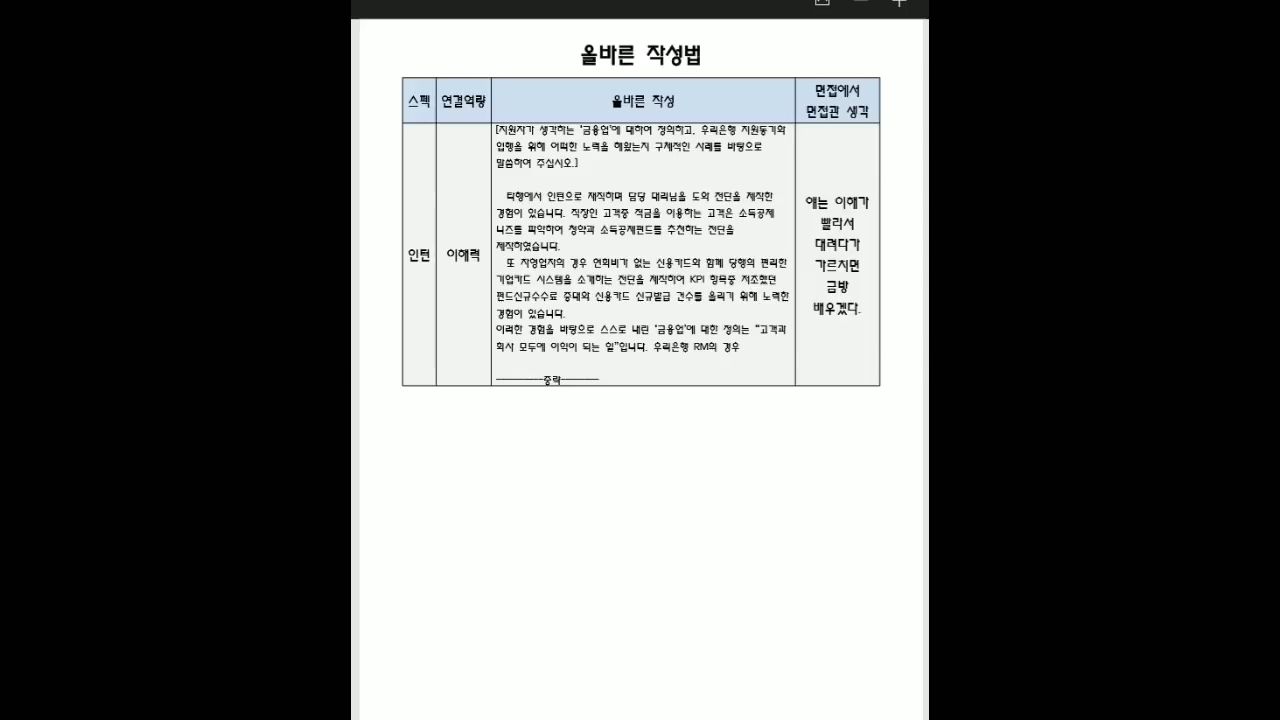 올바른 작성법
스펙 연결역량 올바른 작성 면접에서
면접관 생각
[지원자가 생각하는 '금융업'에 대하여 정의하고, 우리은행 지원동기와
입행을 위해 어떠한 노력을 해왔는지 구체적인 사례를 바탕으로
말씀하여 주십시오.]
타행에서 인턴으로 재직하며 담당 대리님을 도와 전단을 제작한
경험이 있습니다. 직장인 고객중 적금을 이용하는 고객은 소득공제
니즈를 파악하여 청약과 소득공제펀드를 추천하는 전단을
제작하였습니다.
또 자영업자의 경우 연회비가 없는 신용카드와 함께 당행의 편리한
기업카드 시스템을 소개하는 전단을 제작하여 KPI 항목중 저조했던
펀드신규수수료 증대와 신용카드 신규발급 건수를 올리기 위해 노력한
경험이 있습니다.
이러한 경험을 바탕으로 스스로 내린 '금융업'에 대한 정의는 "고객과
회사 모두에 이익이 되는 일"입니다. 우리은행 RM의 경우
----------중략--------
인턴
이해력
얘는 이해가
빨라서
데려다가
가르치면
금방
배우겠다.